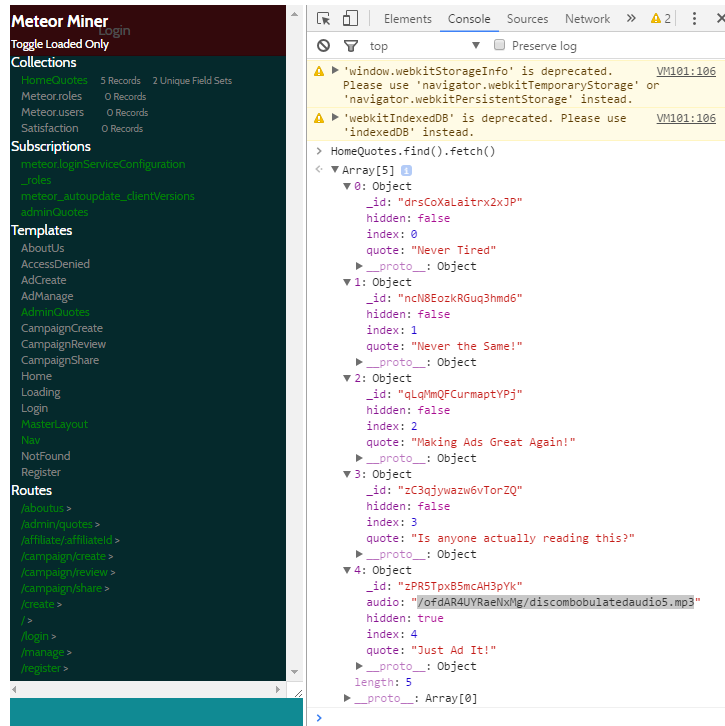 Meteor Miner
Login
Toggle Loaded Only
Collections
HomeQuotes 5 Records 2 Unique Field Sets
Meteor.roles 0 Records
Meteor.users 0 Records
Satisfaction 0 Records
Subscriptions
meteor.loginServiceConfiguration
_roles
meteor_autoupdate_clientVersions
adminQuotes
Templates
AboutUs
AccessDenied
AdCreate
AdManage
AdminQuotes
CampaignCreate
CampaignReview
CampaignShare
Home
Loading
Login
MasterLayout
Nav
NotFound
Register
Routes
/aboutus >
/admin/quotes >
/affiliate/:affiliateId >
/campaign/create >
/campaign/review >
/campaign/share >
/create >
/ >
/login >
/manage >
/register >
Elements Console Sources Network » 2
top Preserve log
'window.webkitStorageInfo' is deprecated. VM101:106
Please use 'navigator.webkitTemporaryStorage' or
'navigator.webkitPersistentStorage' instead.
'webkitIndexedDB' is deprecated. Please use VM101:106
'indexedDB' instead.
> HomeQuotes.find().fetch()
Array[5]
0: Object
_id: "drsCoXaLaitrx2xJP"
hidden: false
index: 0
quote: "Never Tired"
__proto__: Object
1: Object
_id: "ncN8EozkRGuq3hmd6"
hidden: false
index: 1
quote: "Never the Same!"
__proto__: Object
2: Object
_id: "qLqMmQFCurmaptYPj"
hidden: false
index: 2
quote: "Making Ads Great Again!"
__proto__: Object
3: Object
_id: "zC3qjywazw6vTorZQ"
hidden: false
index: 3
quote: "Is anyone actually reading this?"
__proto__: Object
4: Object
_id: "zPR5TpxB5mcAH3pYk"
audio: "/ofdAR4UYRaeNxMg/discombobulatedaudio5.mp3"
hidden: true
index: 4
quote: "Just Ad It!"
__proto__: Object
length: 5
__proto__: Array[0]
>